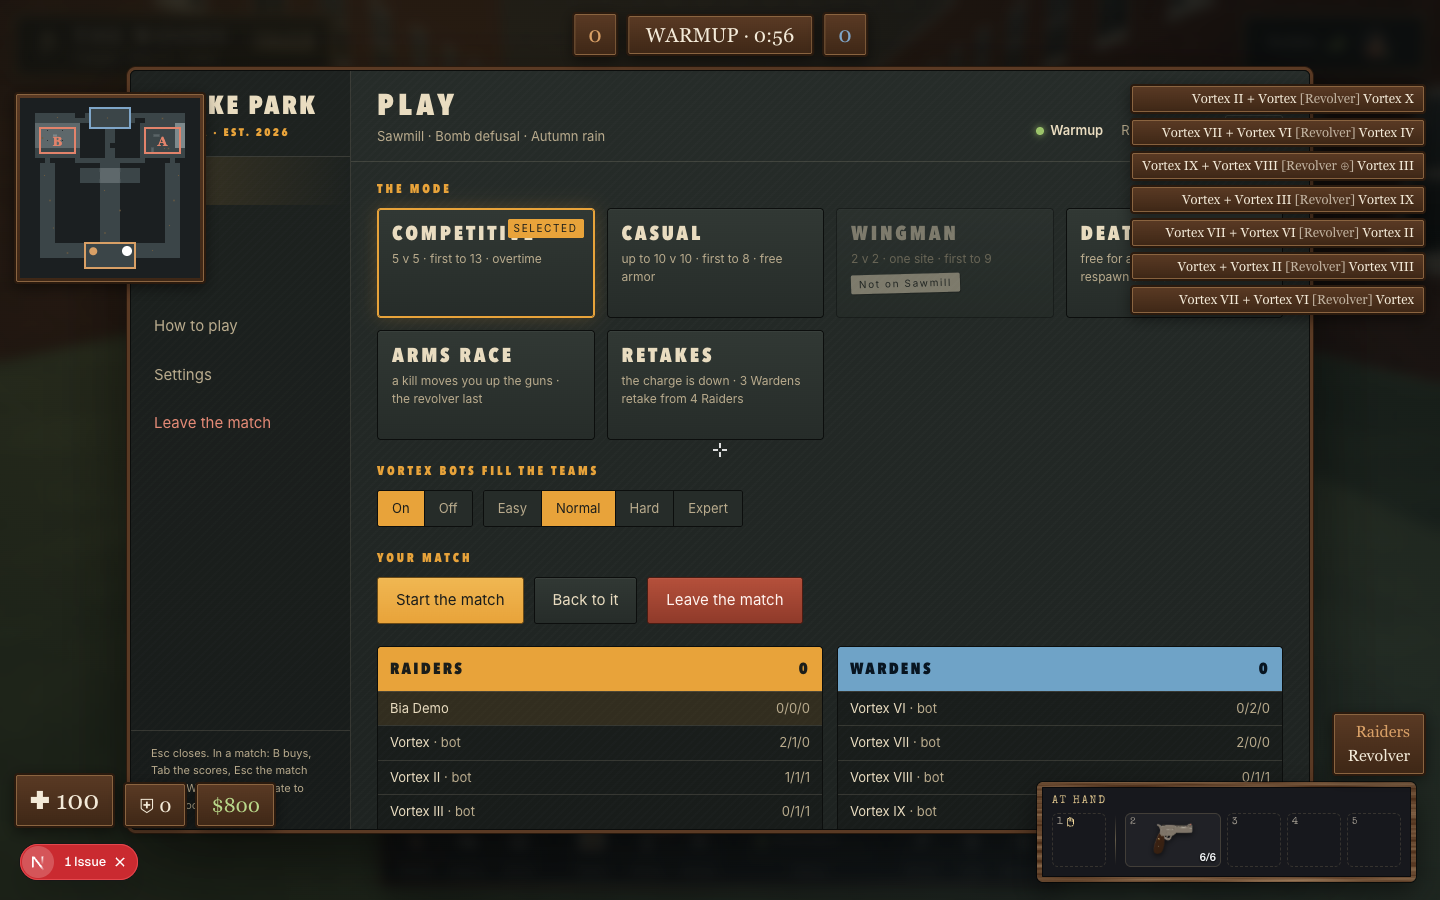 0
WARMUP · 0:56
0
KE PARK
· EST. 2026
B
A
PLAY
Sawmill · Bomb defusal · Autumn rain
Warmup
R
Vortex II + Vortex [Revolver] Vortex X
Vortex VII + Vortex VI [Revolver] Vortex IV
Vortex IX + Vortex VIII [Revolver ⊕] Vortex III
Vortex + Vortex III [Revolver] Vortex IX
Vortex VII + Vortex VI [Revolver] Vortex II
Vortex + Vortex II [Revolver] Vortex VIII
Vortex VII + Vortex VI [Revolver] Vortex
THE MODE
COMPETITI
SELECTED
5 v 5 · first to 13 · overtime
CASUAL
up to 10 v 10 · first to 8 · free
armor
WINGMAN
2 v 2 · one site · first to 9
Not on Sawmill
DEAT
free for a
respawn
ARMS RACE
a kill moves you up the guns ·
the revolver last
RETAKES
the charge is down · 3 Wardens
retake from 4 Raiders
How to play
Settings
Leave the match
VORTEX BOTS FILL THE TEAMS
On
Off
Easy
Normal
Hard
Expert
YOUR MATCH
Start the match
Back to it
Leave the match
RAIDERS 0
Bia Demo 0/0/0
Vortex · bot 2/1/0
Vortex II · bot 1/1/1
Vortex III · bot 0/1/1
WARDENS 0
Vortex VI · bot 0/2/0
Vortex VII · bot 2/0/0
Vortex VIII · bot 0/1/1
Vortex IX · bot
Esc closes. In a match: B buys,
Tab the scores, Esc the match
W ate to
100
0
$800
1 Issue
Raiders
Revolver
AT HAND
1
2
6/6
3
4
5